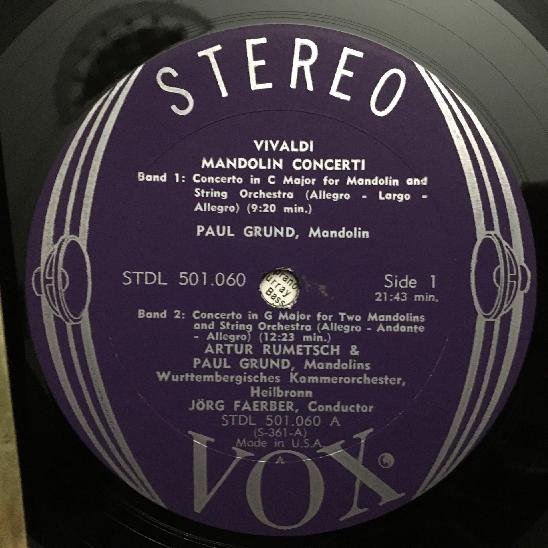 STEREO
VIVALDI
MANDOLIN CONCERTI
Band 1: Concerto in C Major for Mandolin and
String Orchestra (Allegro - Largo -
Allegro) (9:20 min.)
PAUL GRUND, Mandolin
STDL 501.060
Side 1
21:43 min.
Band 2: Concerto in G Major for Two Mandolins
and String Orchestra (Allegro - Andante
- Allegro) (12:23 min.)
ARTUR RUMETSCH &
PAUL GRUND, Mandolins
Wurttembergisches Kammerorchester,
Heilbronn
JÖRG FAERBER, Conductor
STDL 501.060 A
(S-361-A)
Made in U.S.A.
VOX